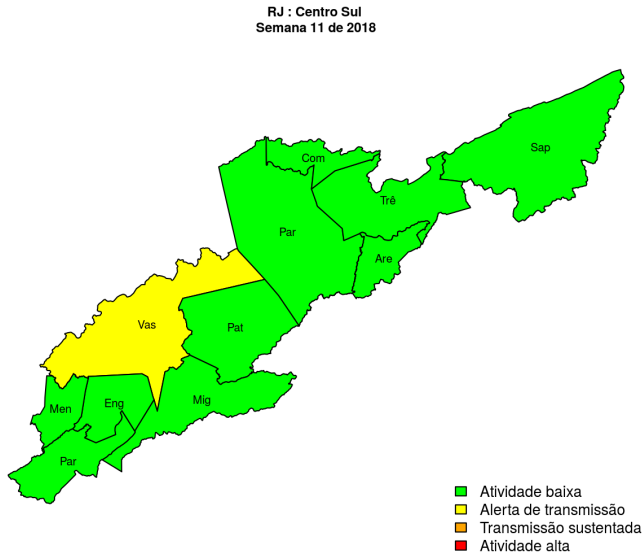 RJ : Centro Sul
Semana 11 de 2018
Sap
Com
Trê
Par
Are
Vas
Pat
Mig
Men
Eng
Par
Atividade baixa
Alerta de transmissão
Transmissão sustentada
Atividade alta